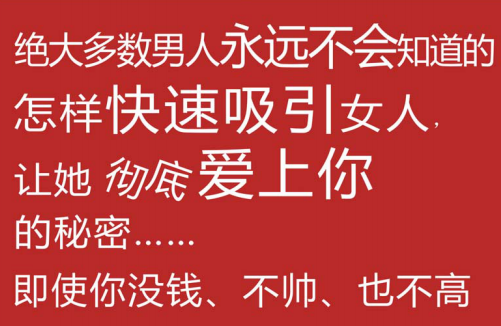 绝大多数男人永远不会知道的
怎样快速吸引女人，
让她 彻底 爱上你
的秘密……
即使你没钱、不帅、也不高